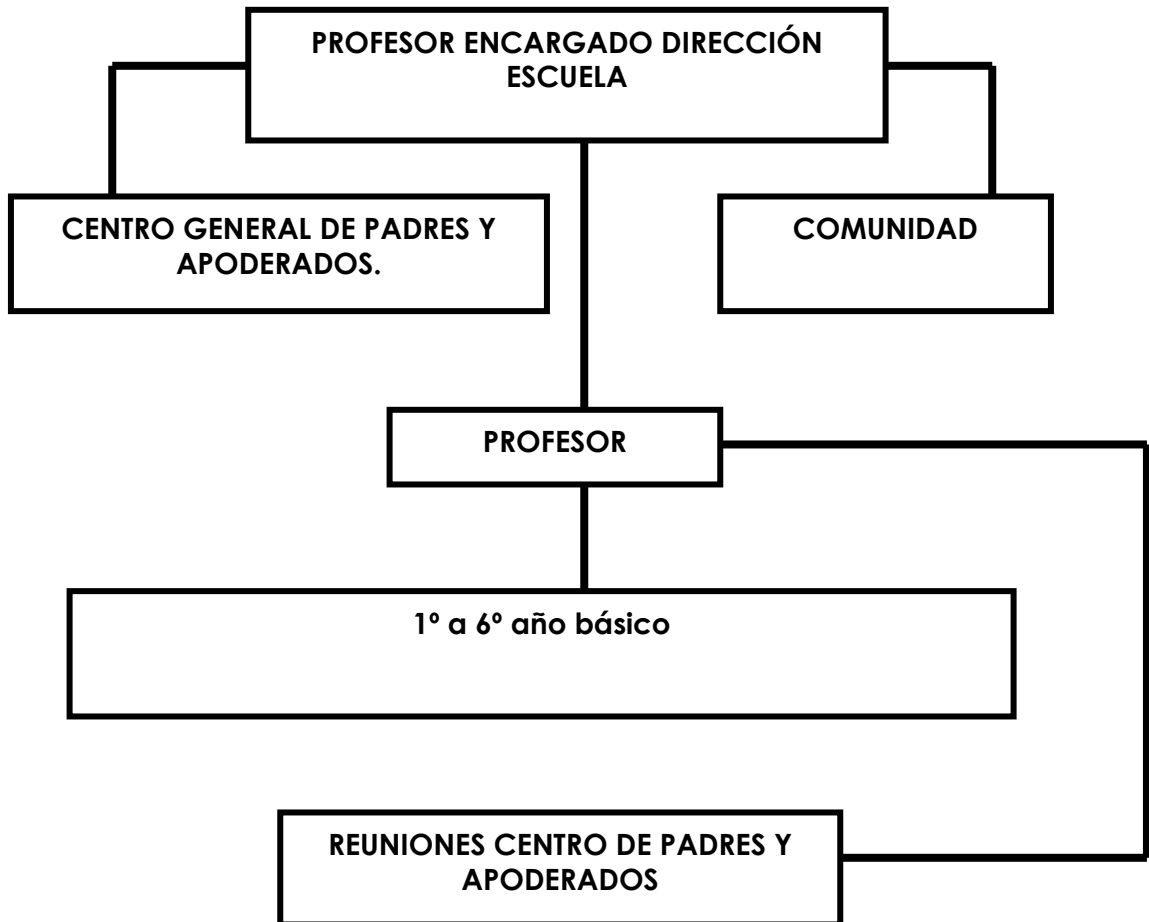 PROFESOR ENCARGADO DIRECCIÓN
ESCUELA
CENTRO GENERAL DE PADRES Y
APODERADOS.
COMUNIDAD
PROFESOR
1º a 6º año básico
REUNIONES CENTRO DE PADRES Y
APODERADOS